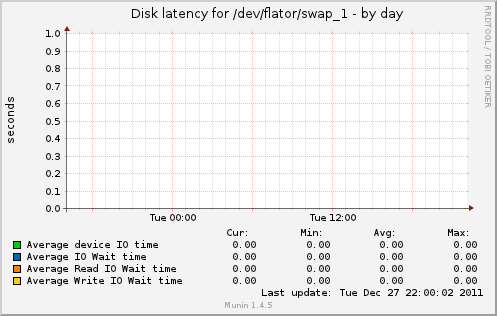 Disk latency for /dev/flator/swap_1 - by day
RRDTOOL / TOBI OETIKER
seconds
1.0
0.9
0.8
0.7
0.6
0.5
0.4
0.3
0.2
0.1
0.0
Tue 00:00 Tue 12:00
Cur: Min: Avg: Max:
Average device IO time 0.00 0.00 0.00 0.00
Average IO Wait time 0.00 0.00 0.00 0.00
Average Read IO Wait time 0.00 0.00 0.00 0.00
Average Write IO Wait time 0.00 0.00 0.00 0.00
Last update: Tue Dec 27 22:00:02 2011
Munin 1.4.5